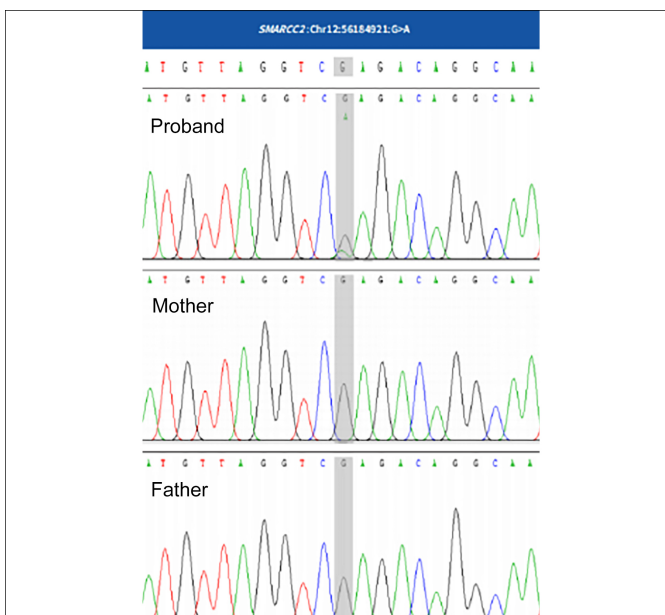 SMARCC2:Chr12:56184921:G>A
A T G T T A G G T C G A G A C A G G C A A
A T G T T A G G T C G A G A C A G G C A A
A
Proband
A T G T T A G G T C G A G A C A G G C A A
Mother
A T G T T A G G T C G A G A C A G G C A A
Father